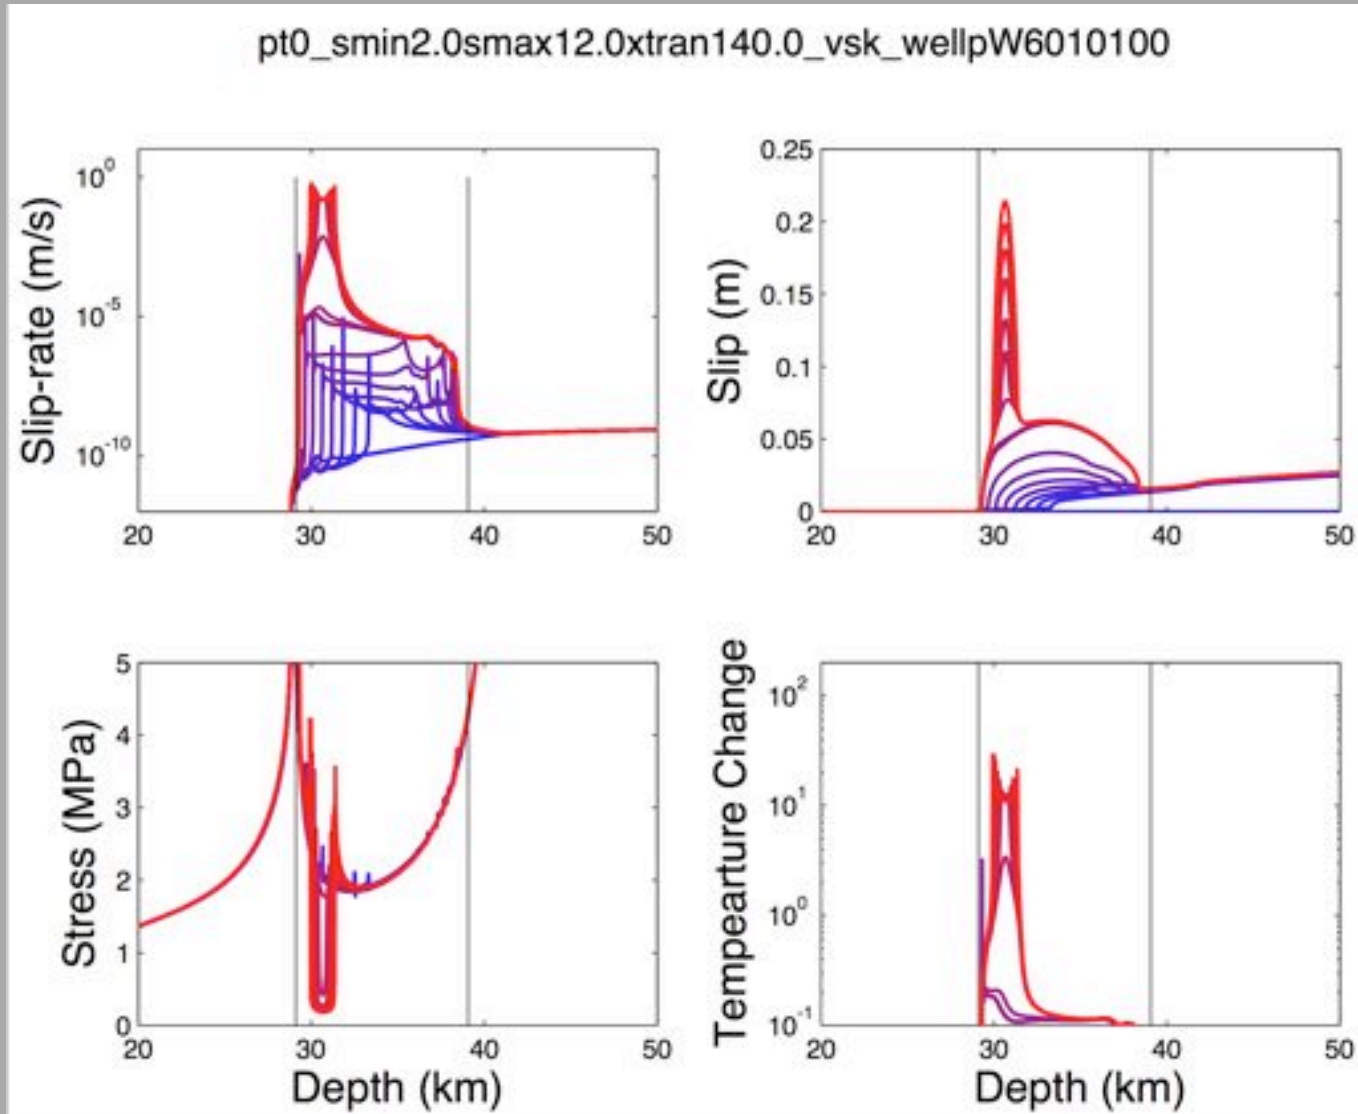 pt0_smin2.0smax12.0xtran140.0_vsk_wellpW6010100
Slip-rate (m/s)
10^0
10^-5
10^-10
20 30 40 50
Slip (m)
0.25
0.2
0.15
0.1
0.05
0
20 30 40 50
Stress (MPa)
5
4
3
2
1
0
20 30 40 50
Depth (km)
Tempearture Change
10^2
10^1
10^0
10^-1
20 30 40 50
Depth (km)